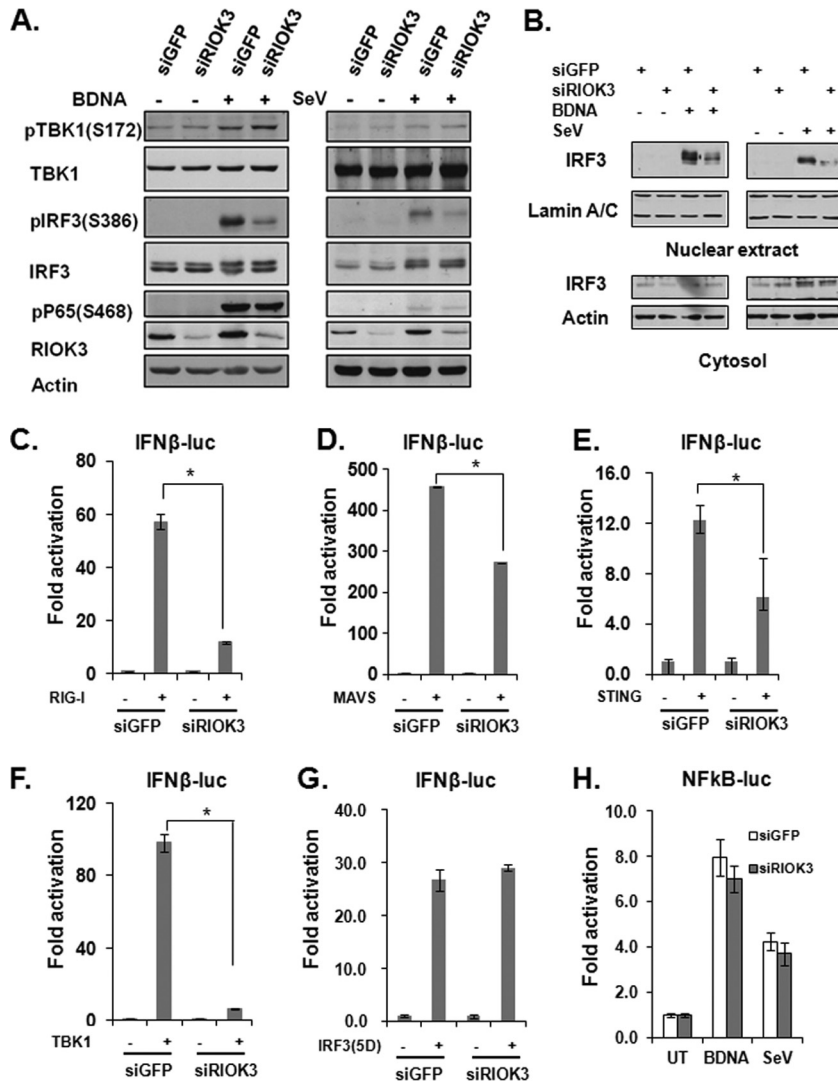 A.
siGFP siRIOK3 siGFP siRIOK3
siGFP siRIOK3 siGFP siRIOK3
BDNA - - + + SeV - - + +
pTBK1(S172)
TBK1
pIRF3(S386)
IRF3
pP65(S468)
RIOK3
Actin
B.
siGFP + + + +
siRIOK3 + + + +
BDNA - - + +
SeV - - + +
IRF3
Lamin A/C
Nuclear extract
IRF3
Actin
Cytosol
C.
IFNβ-luc
Fold activation
80
60
40
20
0
*
RIG-I - + - +
siGFP siRIOK3
D.
IFNβ-luc
Fold activation
500
400
300
200
100
0
*
MAVS - + - +
siGFP siRIOK3
E.
IFNβ-luc
Fold activation
16.0
12.0
8.0
4.0
0.0
*
STING - + - +
siGFP siRIOK3
F.
IFNβ-luc
Fold activation
120
80
40
0
*
TBK1 - + - +
siGFP siRIOK3
G.
IFNβ-luc
Fold activation
40.0
30.0
20.0
10.0
0.0
IRF3(5D) - + - +
siGFP siRIOK3
H.
NFkB-luc
Fold activation
10.0
8.0
6.0
4.0
2.0
0.0
siGFP
siRIOK3
UT BDNA SeV